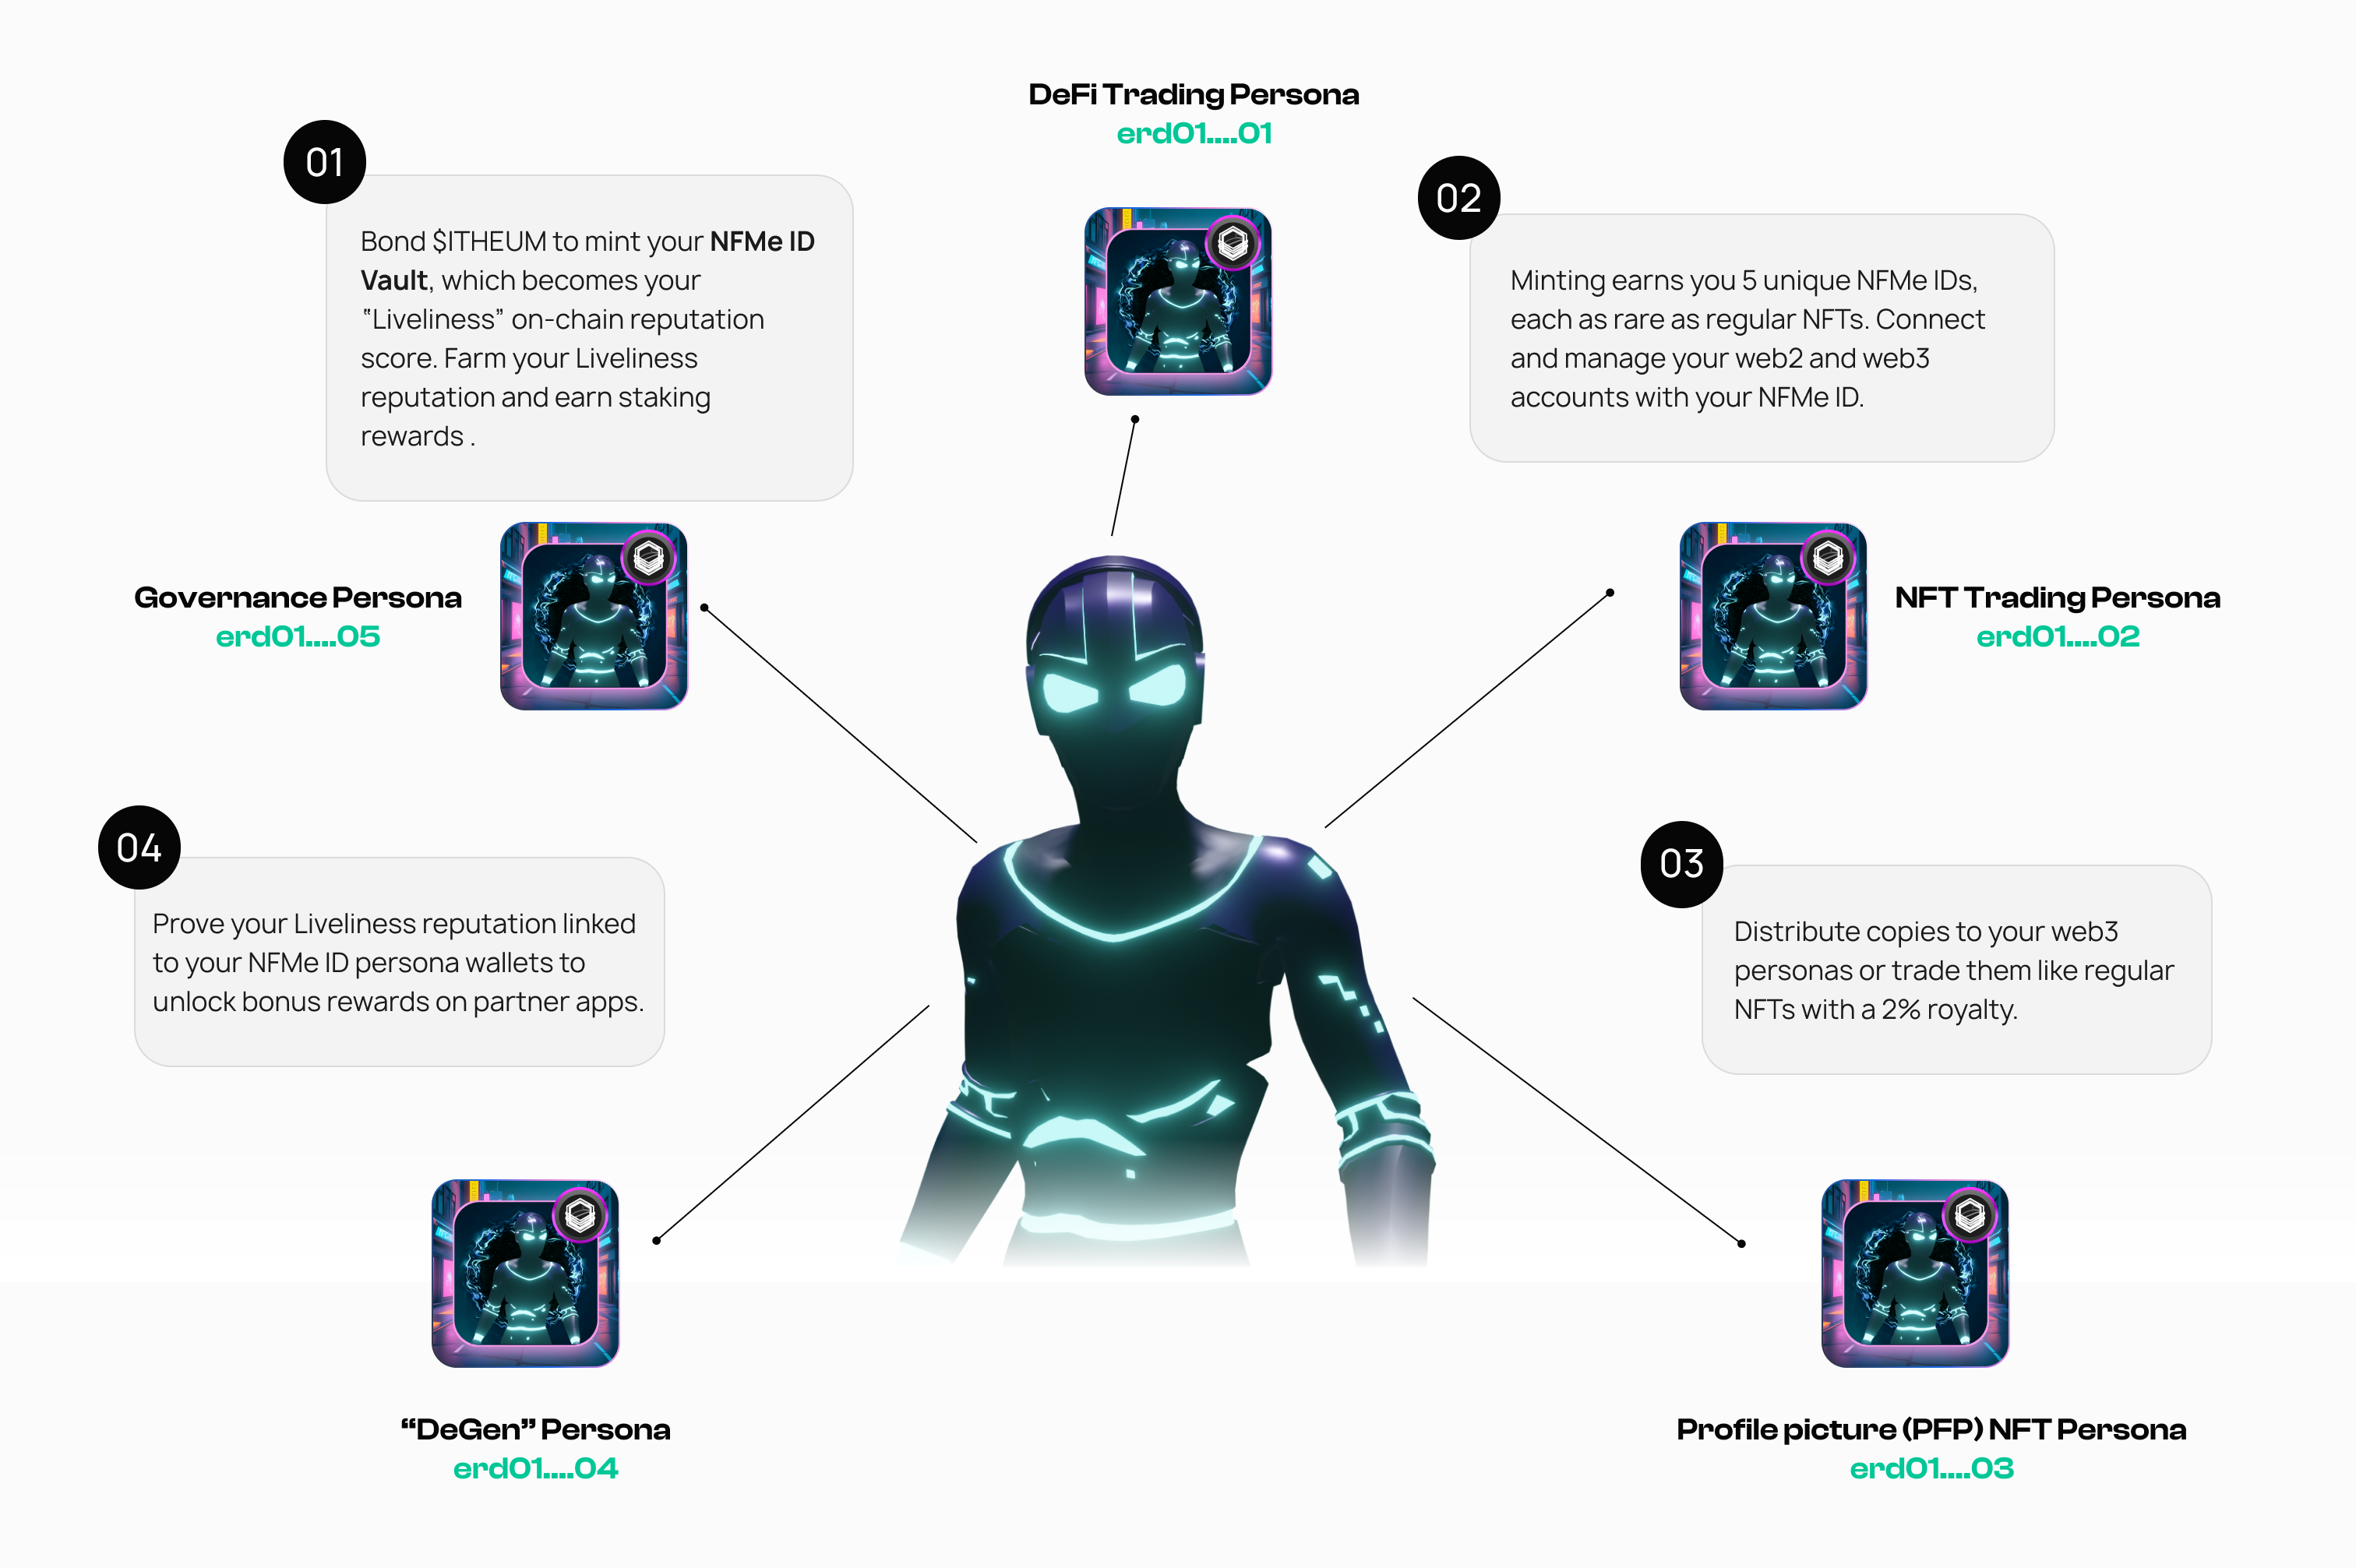 DeFi Trading Persona
erd01....01
01
Bond $ITHEUM to mint your NFMe ID
Vault, which becomes your
“Liveliness” on-chain reputation
score. Farm your Liveliness
reputation and earn staking
rewards .
02
Minting earns you 5 unique NFMe IDs,
each as rare as regular NFTs. Connect
and manage your web2 and web3
accounts with your NFMe ID.
Governance Persona
erd01....05
NFT Trading Persona
erd01....02
04
Prove your Liveliness reputation linked
to your NFMe ID persona wallets to
unlock bonus rewards on partner apps.
03
Distribute copies to your web3
personas or trade them like regular
NFTs with a 2% royalty.
“DeGen” Persona
erd01....04
Profile picture (PFP) NFT Persona
erd01....03